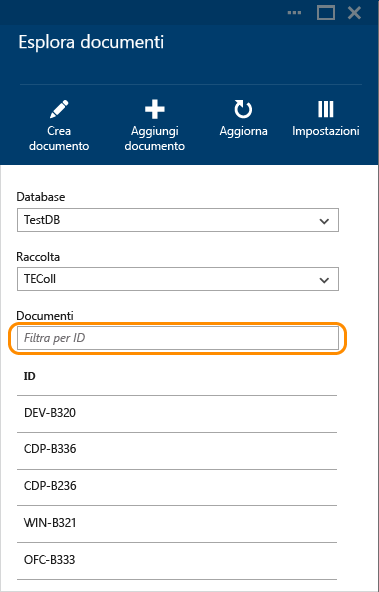 Esplora documenti
Crea documento
Aggiungi documento
Aggiorna
Impostazioni
Database
TestDB
Raccolta
TEColl
Documenti
Filtra per ID
ID
DEV-B320
CDP-B336
CDP-B236
WIN-B321
OFC-B333